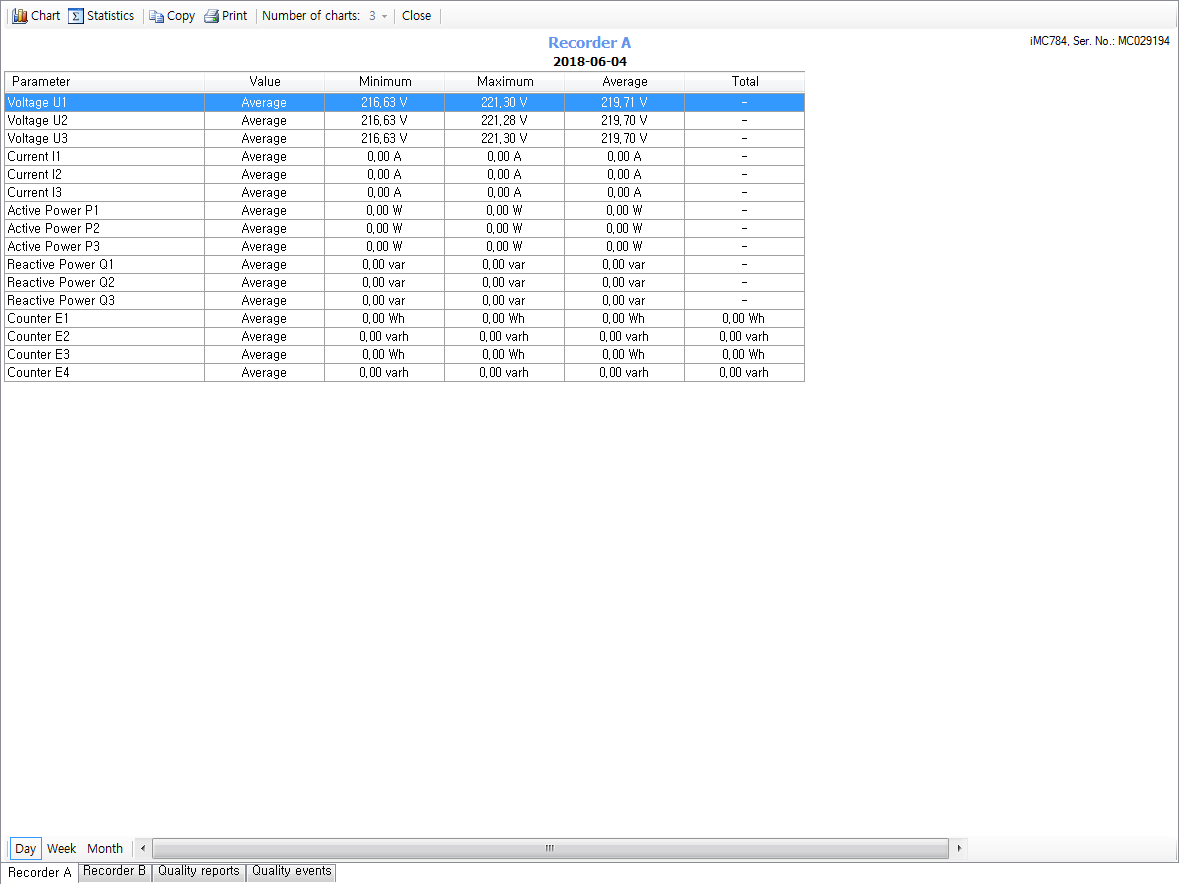 Chart Statistics Copy Print Number of charts: 3 Close
Recorder A
iMC784, Ser. No.: MC029194
2018-06-04
Parameter Value Minimum Maximum Average Total
Voltage U1 Average 216,63 V 221,30 V 219,71 V -
Voltage U2 Average 216,63 V 221,28 V 219,70 V -
Voltage U3 Average 216,63 V 221,30 V 219,70 V -
Current I1 Average 0,00 A 0,00 A 0,00 A -
Current I2 Average 0,00 A 0,00 A 0,00 A -
Current I3 Average 0,00 A 0,00 A 0,00 A -
Active Power P1 Average 0,00 W 0,00 W 0,00 W -
Active Power P2 Average 0,00 W 0,00 W 0,00 W -
Active Power P3 Average 0,00 W 0,00 W 0,00 W -
Reactive Power Q1 Average 0,00 var 0,00 var 0,00 var -
Reactive Power Q2 Average 0,00 var 0,00 var 0,00 var -
Reactive Power Q3 Average 0,00 var 0,00 var 0,00 var -
Counter E1 Average 0,00 Wh 0,00 Wh 0,00 Wh 0,00 Wh
Counter E2 Average 0,00 varh 0,00 varh 0,00 varh 0,00 varh
Counter E3 Average 0,00 Wh 0,00 Wh 0,00 Wh 0,00 Wh
Counter E4 Average 0,00 varh 0,00 varh 0,00 varh 0,00 varh
Day Week Month
Recorder A Recorder B Quality reports Quality events